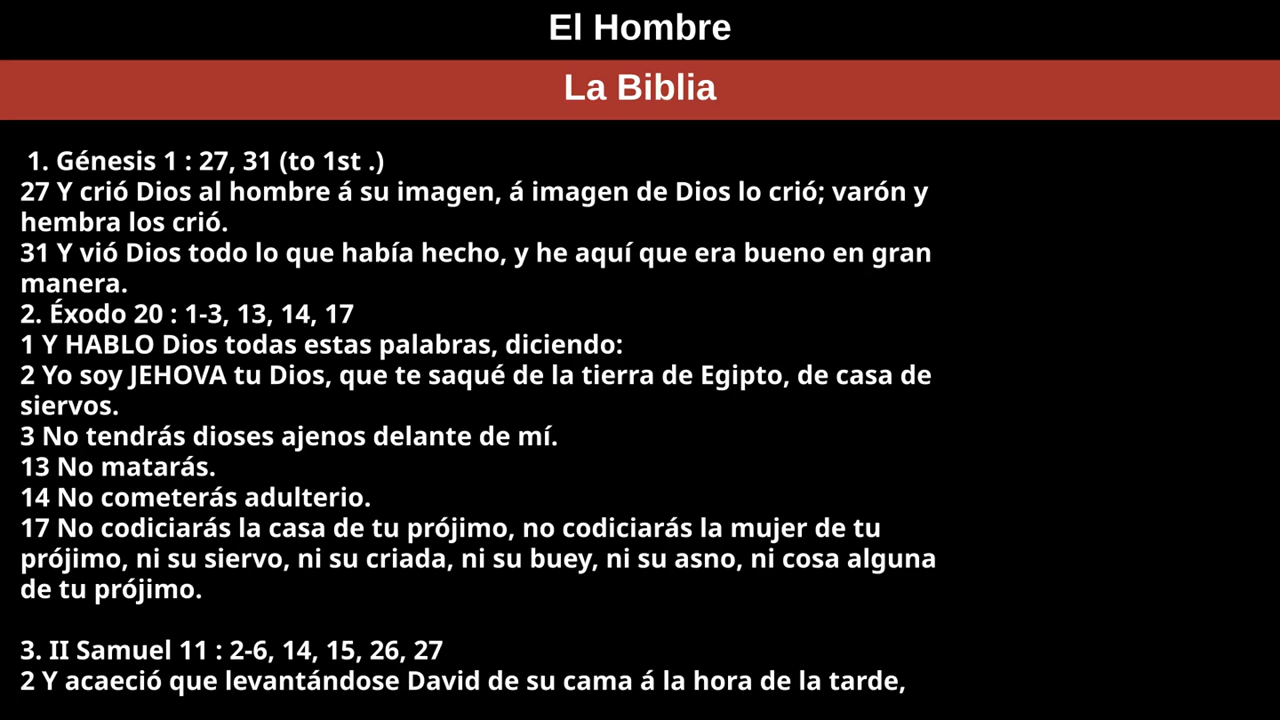 El Hombre
La Biblia
1. Génesis 1 : 27, 31 (to 1st .)
27 Y crió Dios al hombre á su imagen, á imagen de Dios lo crió; varón y
hembra los crió.
31 Y vió Dios todo lo que había hecho, y he aquí que era bueno en gran
manera.
2. Éxodo 20 : 1-3, 13, 14, 17
1 Y HABLO Dios todas estas palabras, diciendo:
2 Yo soy JEHOVA tu Dios, que te saqué de la tierra de Egipto, de casa de
siervos.
3 No tendrás dioses ajenos delante de mí.
13 No matarás.
14 No cometerás adulterio.
17 No codiciarás la casa de tu prójimo, no codiciarás la mujer de tu
prójimo, ni su siervo, ni su criada, ni su buey, ni su asno, ni cosa alguna
de tu prójimo.
3. II Samuel 11 : 2-6, 14, 15, 26, 27
2 Y acaeció que levantándose David de su cama á la hora de la tarde,